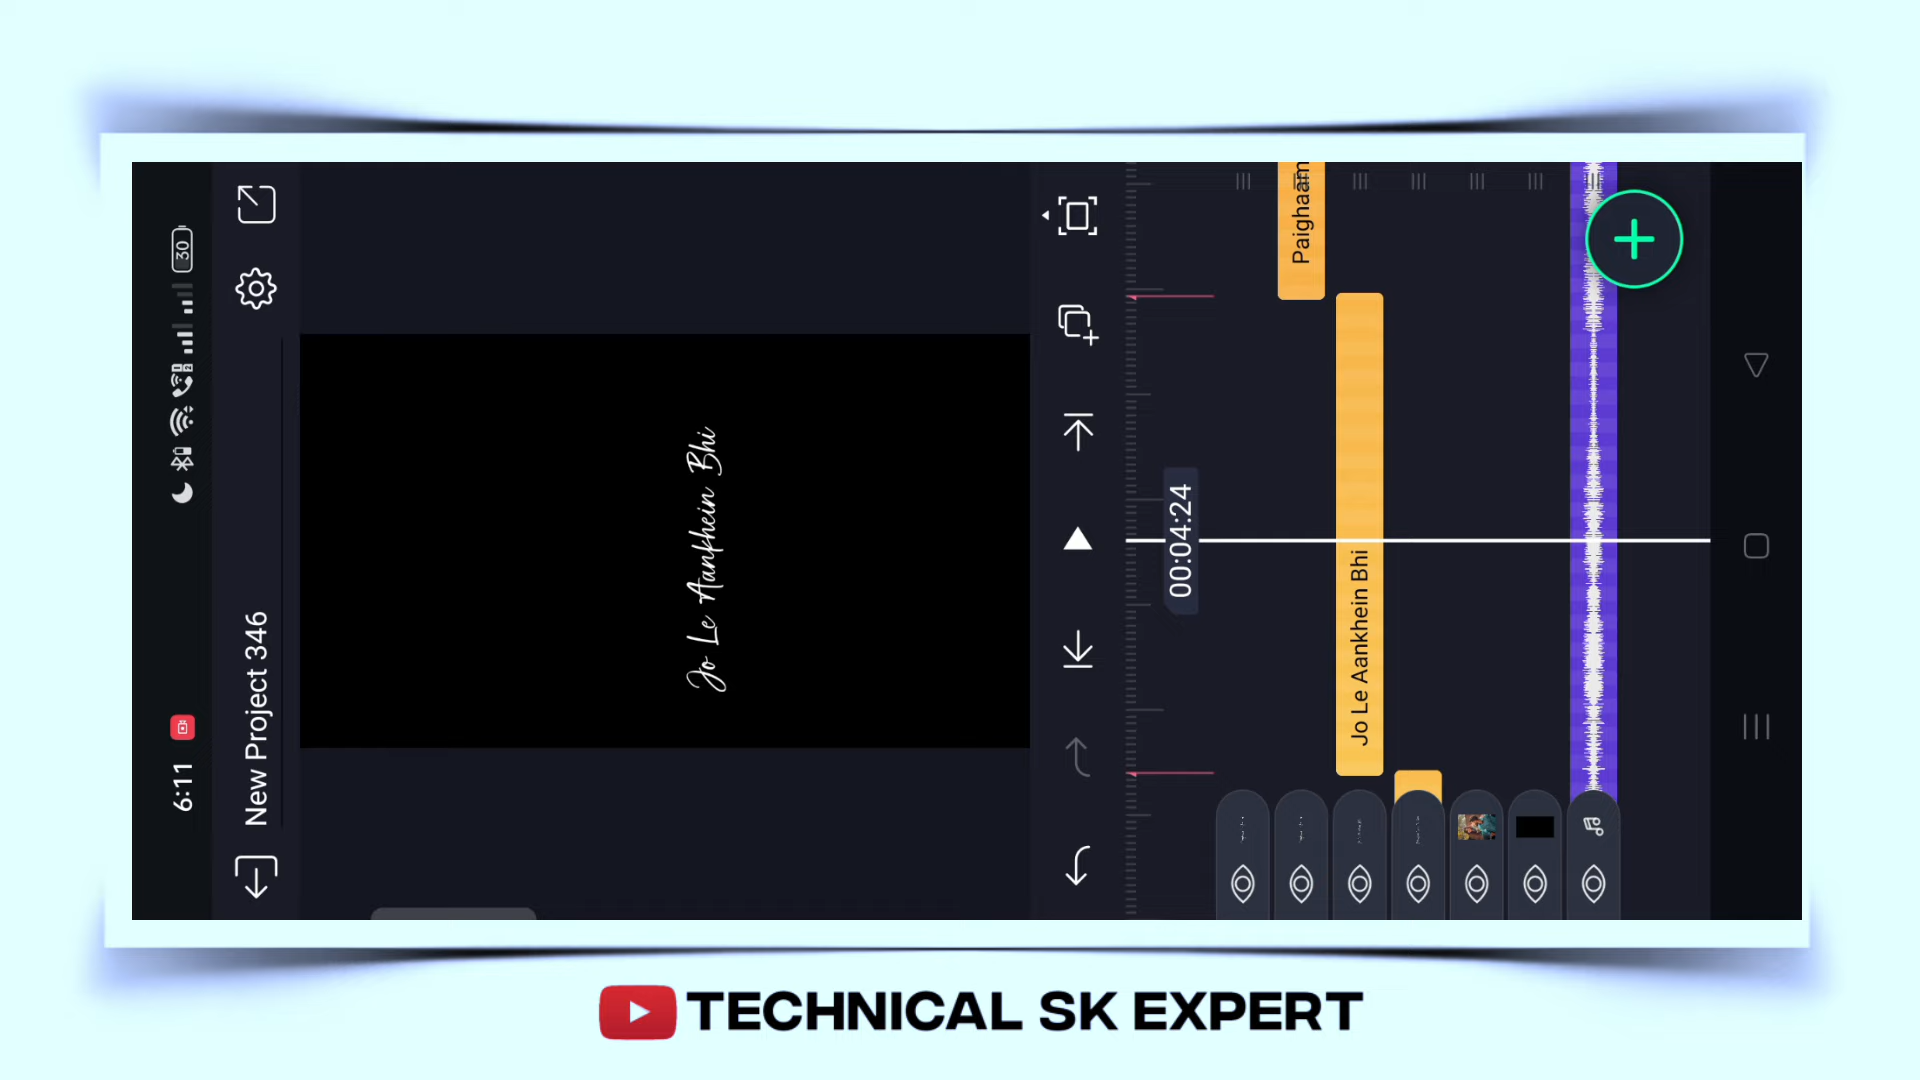 6:11
30
New Project 346
Jo Le Aankhein Bhi
00:04:24
Paighaam
Jo Le Aankhein Bhi
TECHNICAL SK EXPERT